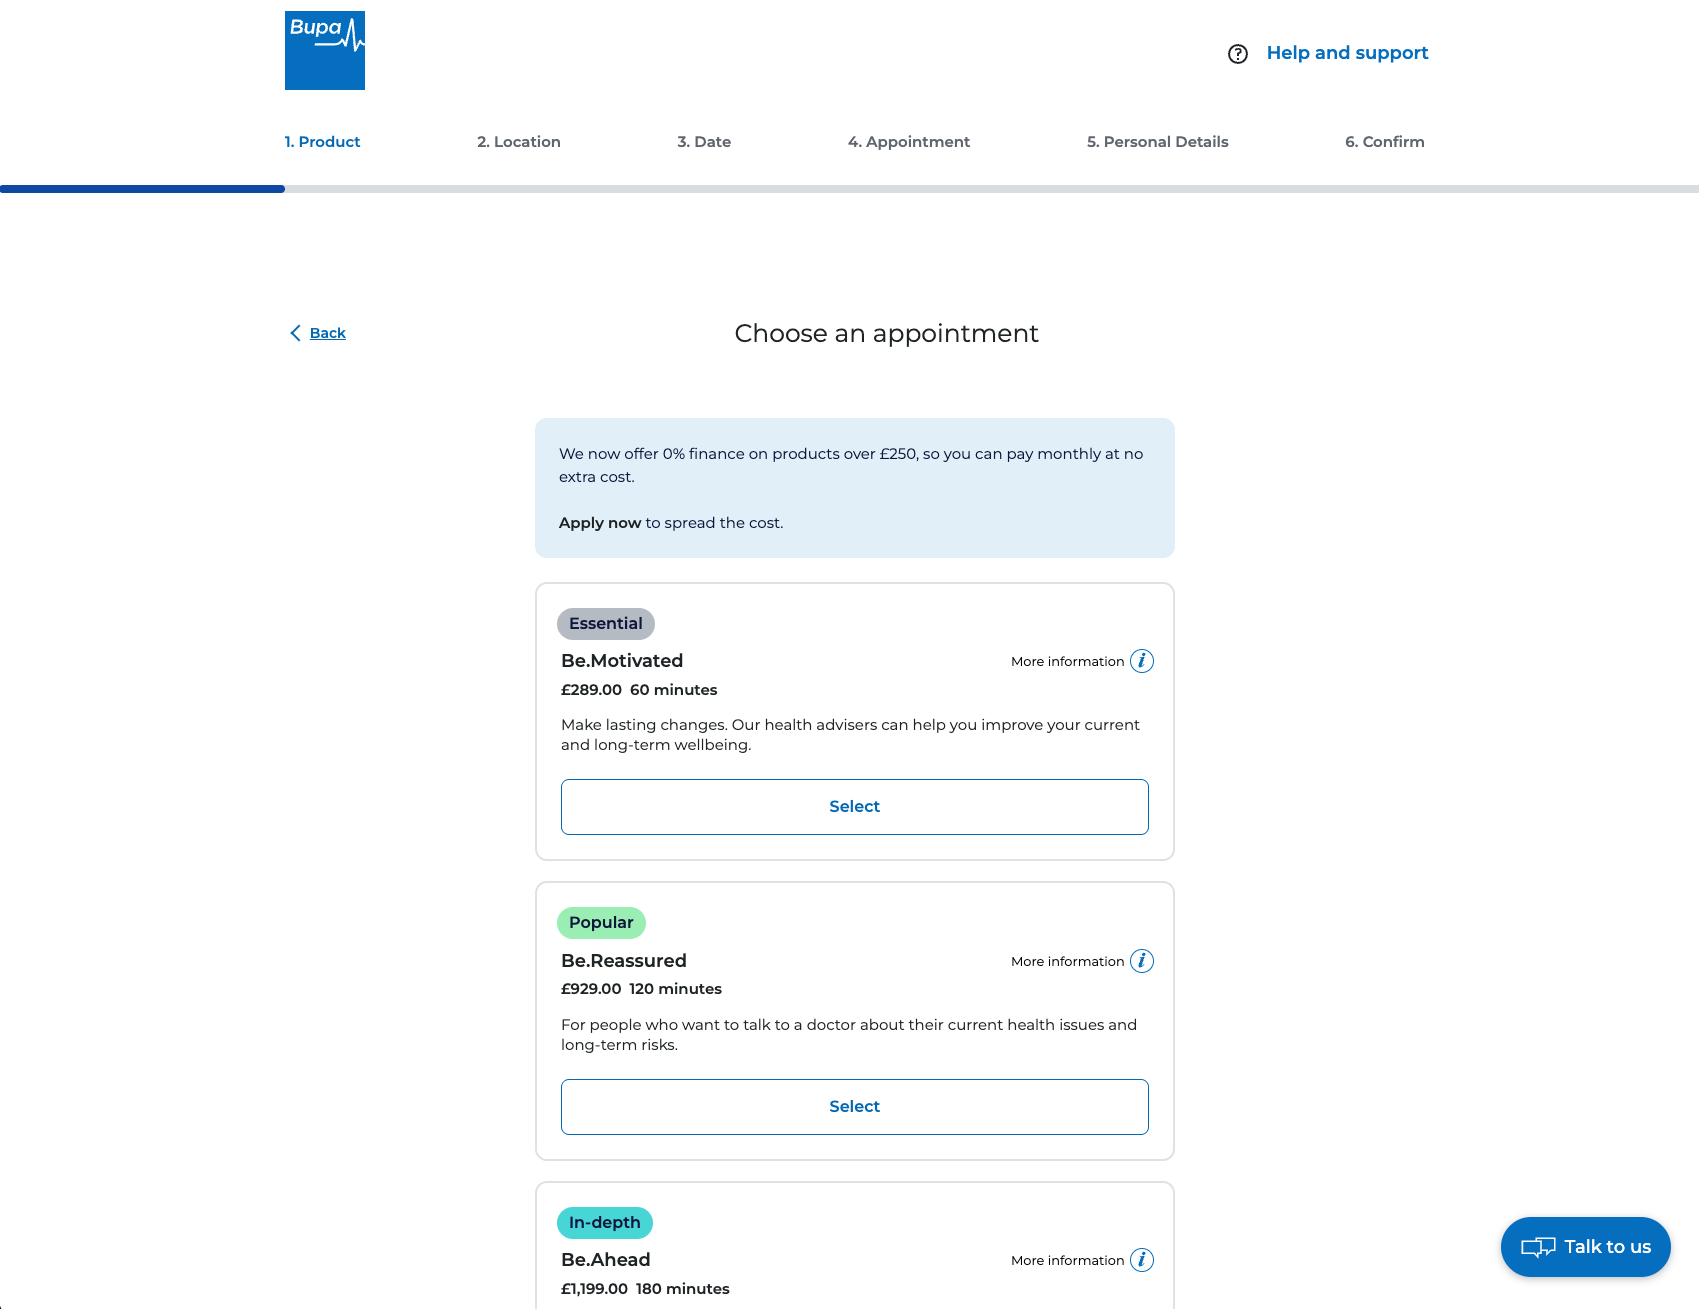 Bupa
Help and support
1. Product
2. Location
3. Date
4. Appointment
5. Personal Details
6. Confirm
Back
Choose an appointment
We now offer 0% finance on products over £250, so you can pay monthly at no
extra cost.
Apply now to spread the cost.
Essential
Be.Motivated
More information
£289.00 60 minutes
Make lasting changes. Our health advisers can help you improve your current
and long-term wellbeing.
Select
Popular
Be.Reassured
More information
£929.00 120 minutes
For people who want to talk to a doctor about their current health issues and
long-term risks.
Select
In-depth
Be.Ahead
More information
£1,199.00 180 minutes
Talk to us